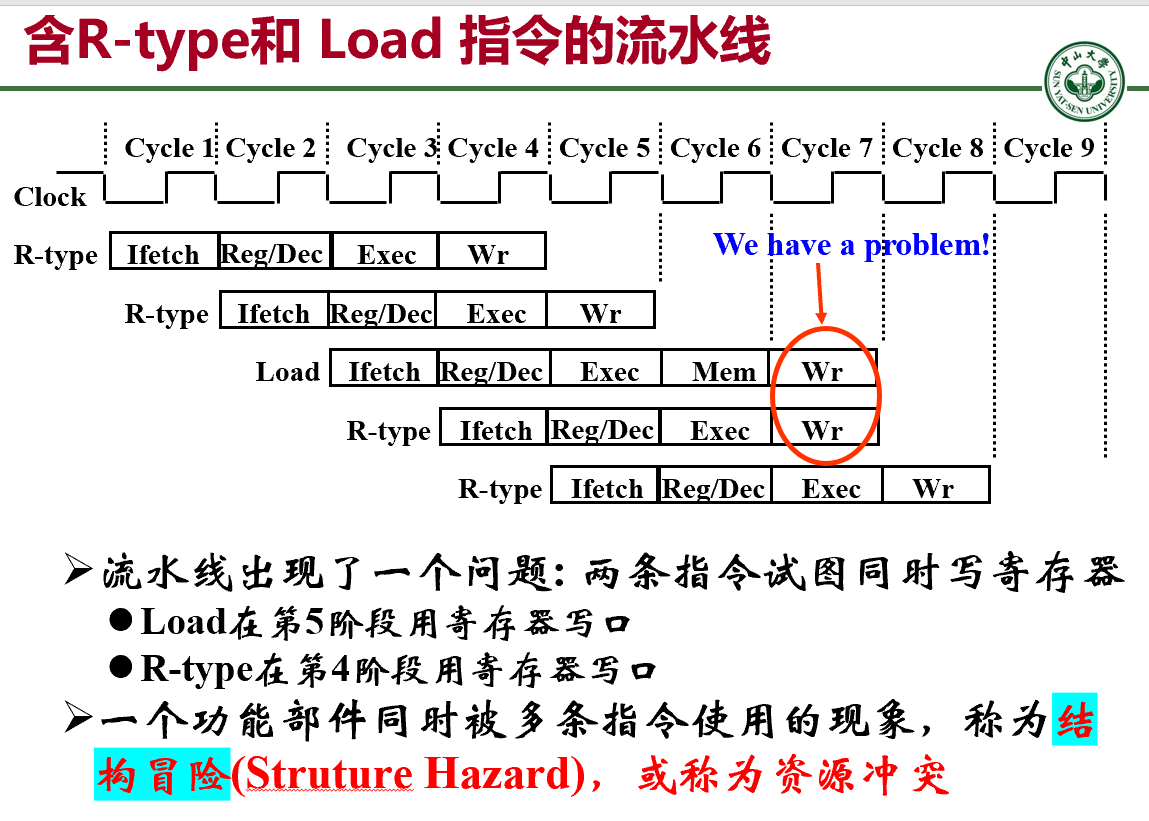 含R-type和 Load 指令的流水线
中山大学
SUN YAT-SEN UNIVERSITY
Cycle 1 Cycle 2 Cycle 3 Cycle 4 Cycle 5 Cycle 6 Cycle 7 Cycle 8 Cycle 9
Clock
R-type Ifetch Reg/Dec Exec Wr We have a problem!
R-type Ifetch Reg/Dec Exec Wr
Load Ifetch Reg/Dec Exec Mem Wr
R-type Ifetch Reg/Dec Exec Wr
R-type Ifetch Reg/Dec Exec Wr
➢流水线出现了一个问题: 两条指令试图同时写寄存器
●Load在第5阶段用寄存器写口
●R-type在第4阶段用寄存器写口
➢一个功能部件同时被多条指令使用的现象，称为结
构冒险(Struture Hazard)，或称为资源冲突